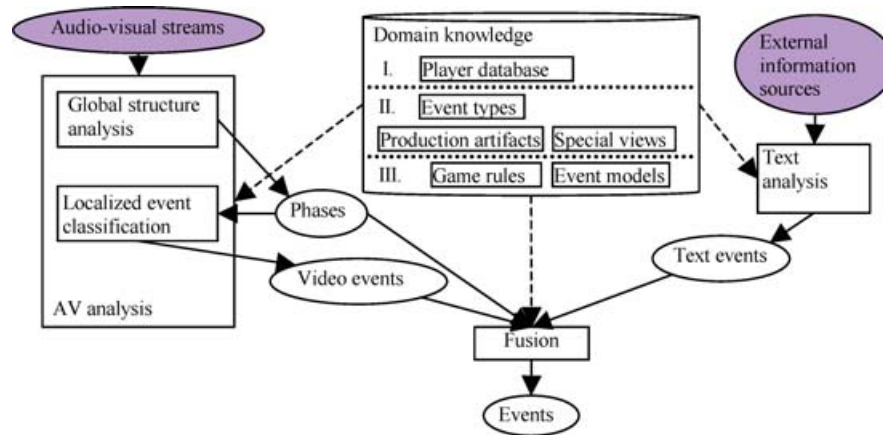 Audio-visual streams
Global structure
analysis
Localized event
classification
AV analysis
Phases
Video events
Domain knowledge
I. Player database
II. Event types
Production artifacts Special views
III. Game rules Event models
External
information
sources
Text
analysis
Text events
Fusion
Events